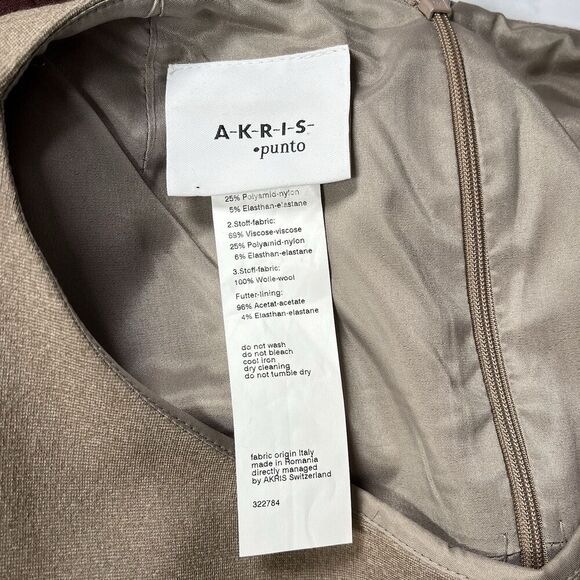 A-K-R-I-S-
•punto
25% Polyamid-nylon
5% Elasthan-elastane
2.Stoff-fabric:
69% Viscose-viscose
25% Polyamid-nylon
6% Elasthan-elastane
3.Stoff-fabric:
100% Wolle-wool
Futter-lining:
96% Acetat-acetate
4% Elasthan-elastane
do not wash
do not bleach
cool iron
dry cleaning
do not tumble dry
fabric origin Italy
made in Romania
directly managed
by AKRIS Switzerland
322784